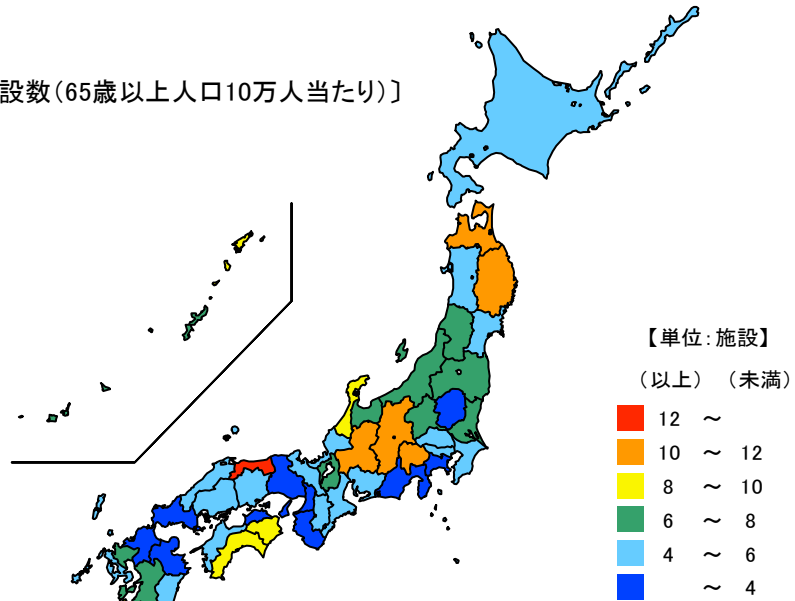 設数(65歳以上人口10万人当たり)〕
【単位:施設】
(以上) (未満)
12 ～
10 ～ 12
8 ～ 10
6 ～ 8
4 ～ 6
～ 4